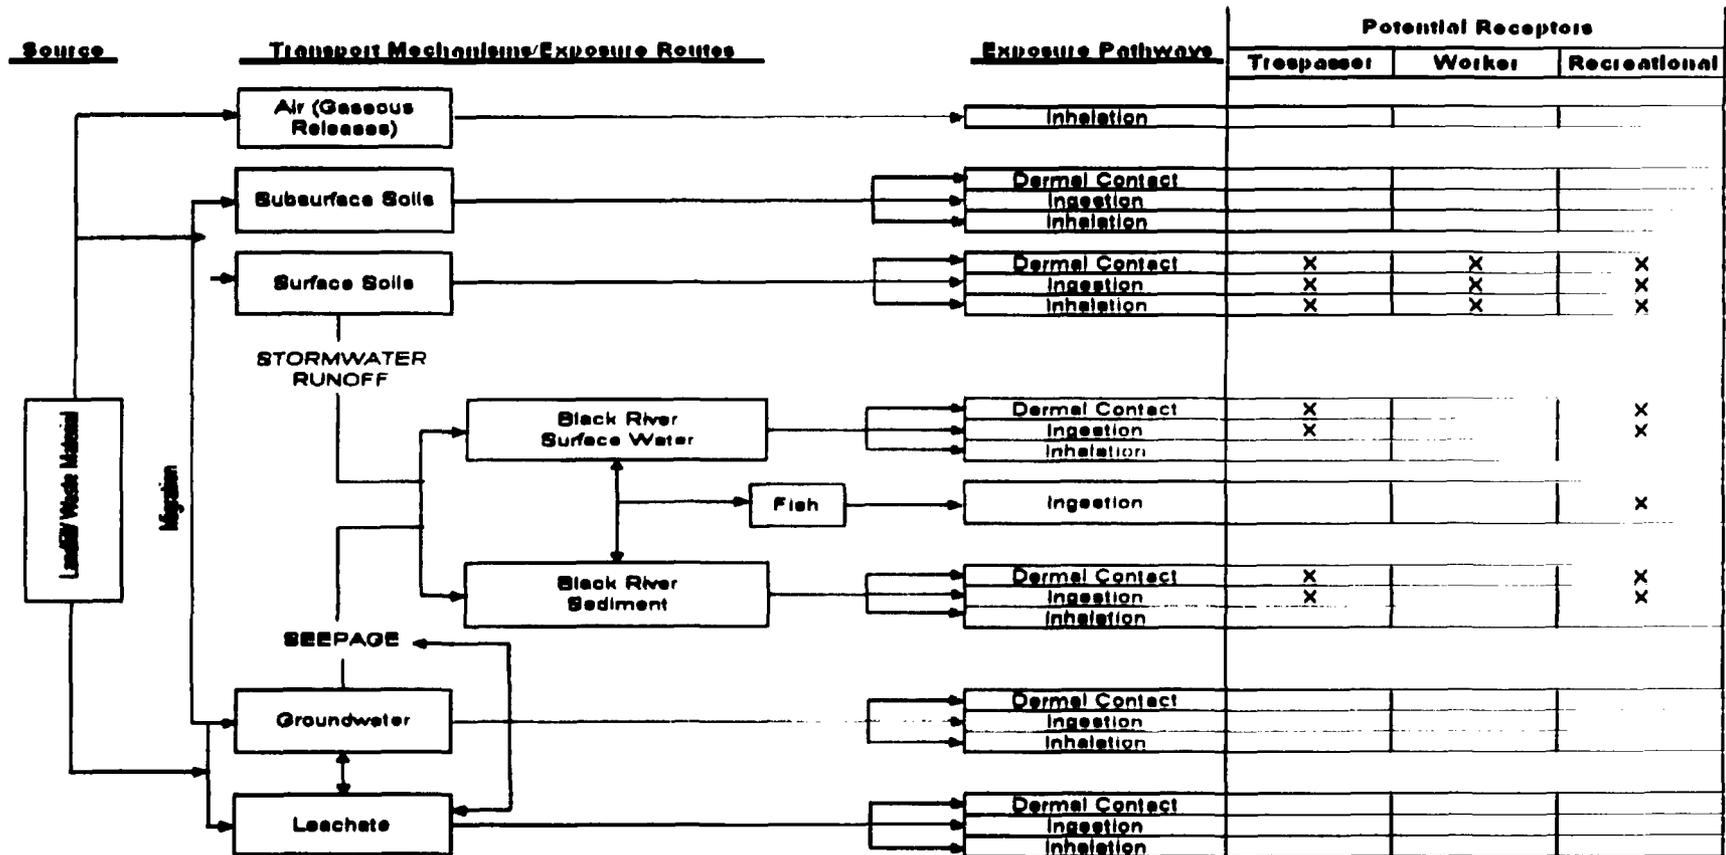 Potential Receptors
Source Transport Mechanisms/Exposure Routes Exposure Pathways Trespasser Worker Recreational
Air (Gaseous
Releases)
Inhalation
Subsurface Soils
Dermal Contact
Ingestion
Inhalation
Surface Soils
Dermal Contact X X X
Ingestion X X X
Inhalation X X X
STORMWATER
RUNOFF
Landfill/Waste Material
Migration
Black River
Surface Water
Dermal Contact X X
Ingestion X X
Inhalation
Fish
Ingestion X
Black River
Sediment
Dermal Contact X X
Ingestion X X
Inhalation
SEEPAGE
Groundwater
Dermal Contact
Ingestion
Inhalation
Leachate
Dermal Contact
Ingestion
Inhalation